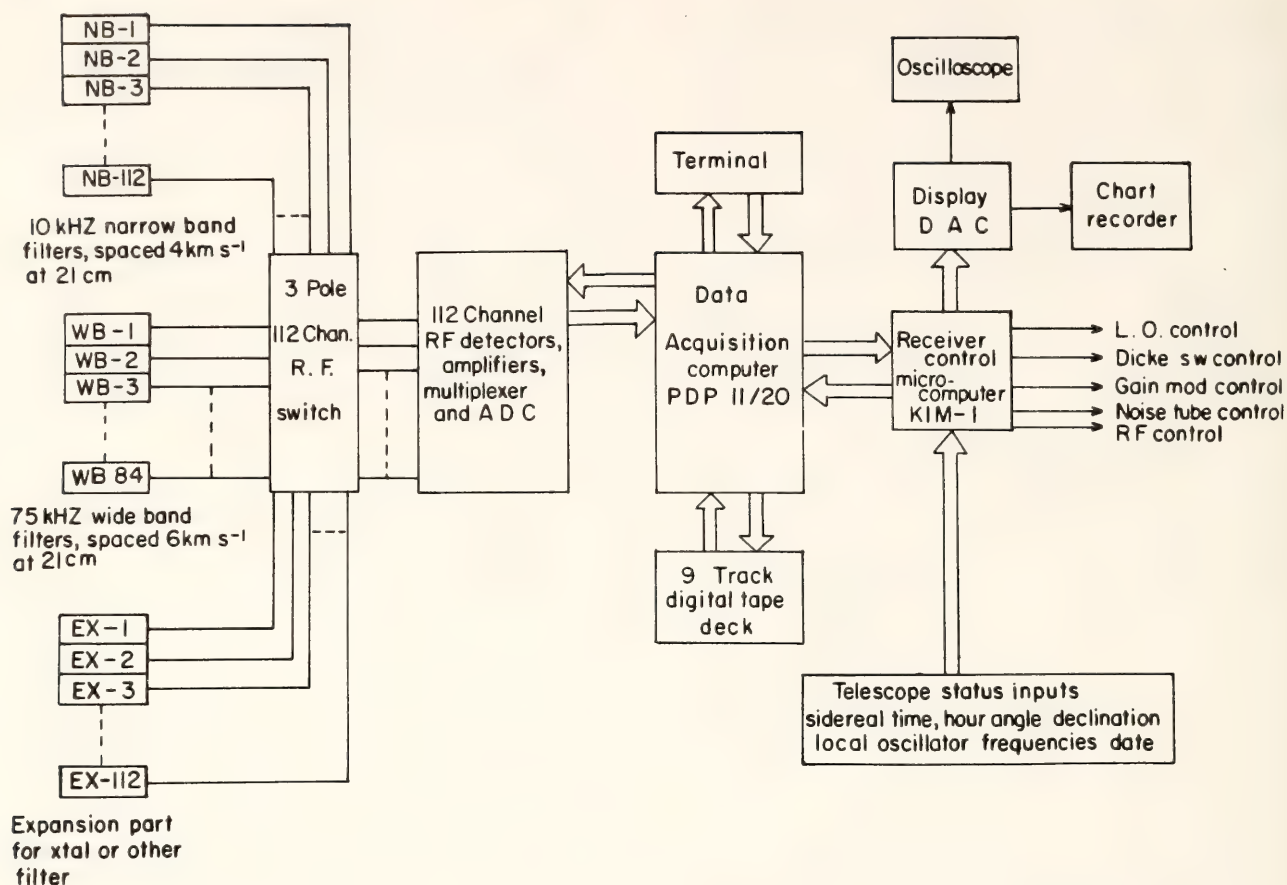 NB-1
NB-2
NB-3
NB-112
10 kHZ narrow band
filters, spaced 4km s⁻¹
at 21 cm
WB-1
WB-2
WB-3
WB 84
75 kHZ wide band
filters, spaced 6km s⁻¹
at 21cm
EX-1
EX-2
EX-3
EX-112
Expansion part
for xtal or other
filter
3 Pole
112 Chan.
R. F.
switch
112 Channel
RF detectors,
amplifiers,
multiplexer
and A D C
Terminal
Data
Acquisition
computer
PDP 11/20
9 Track
digital tape
deck
Oscilloscope
Display
D A C
Chart
recorder
Receiver
control
micro-
computer
KIM-1
L. O. control
Dicke sw control
Gain mod control
Noise tube control
RF control
Telescope status inputs
sidereal time, hour angle declination
local oscillator frequencies date